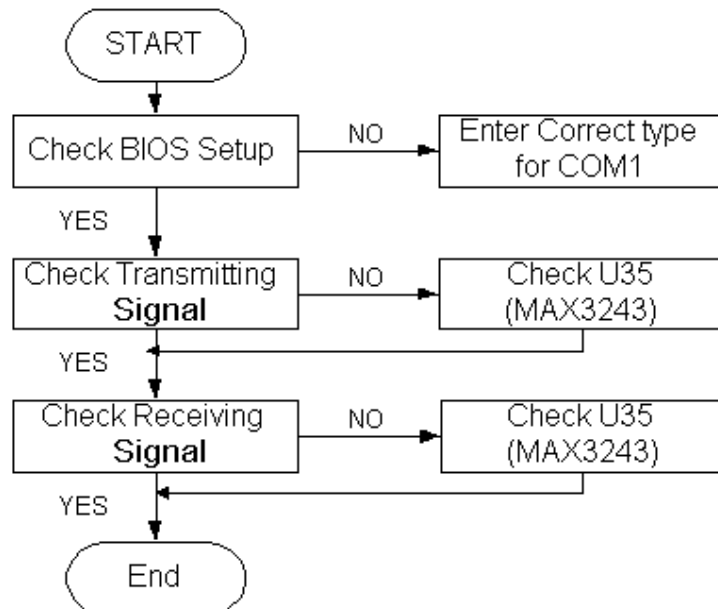 START
Check BIOS Setup
NO
Enter Correct type
for COM1
YES
Check Transmitting
Signal
NO
Check U35
(MAX3243)
YES
Check Receiving
Signal
NO
Check U35
(MAX3243)
YES
End